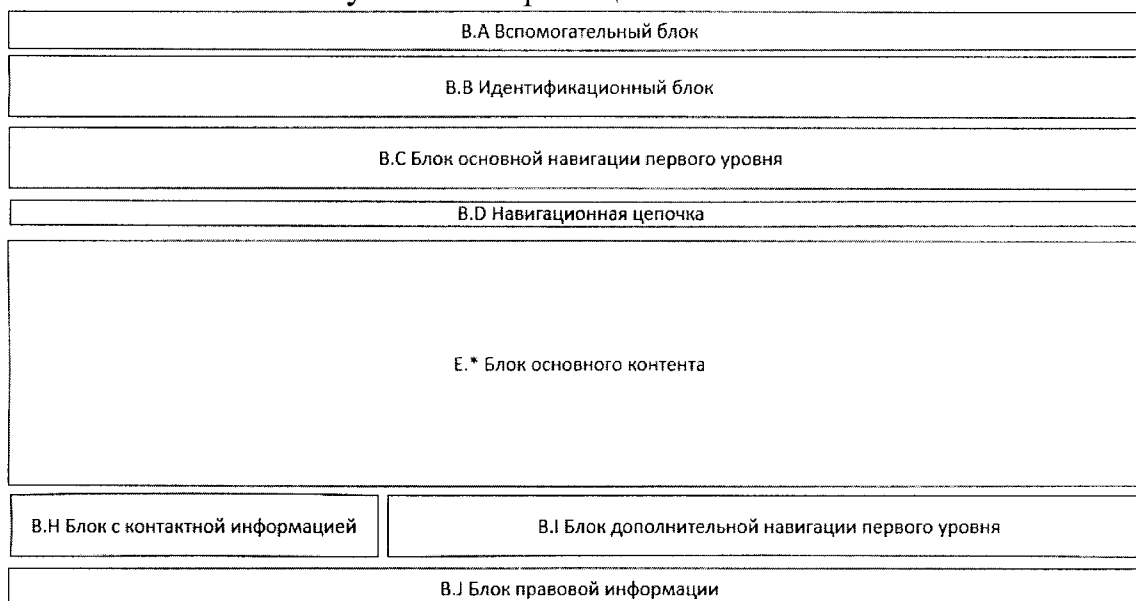 В.А Вспомогательный блок
В.В Идентификационный блок
В.С Блок основной навигации первого уровня
В.D Навигационная цепочка
Е.* Блок основного контента
В.Н Блок с контактной информацией
В.I Блок дополнительной навигации первого уровня
В.J Блок правовой информации